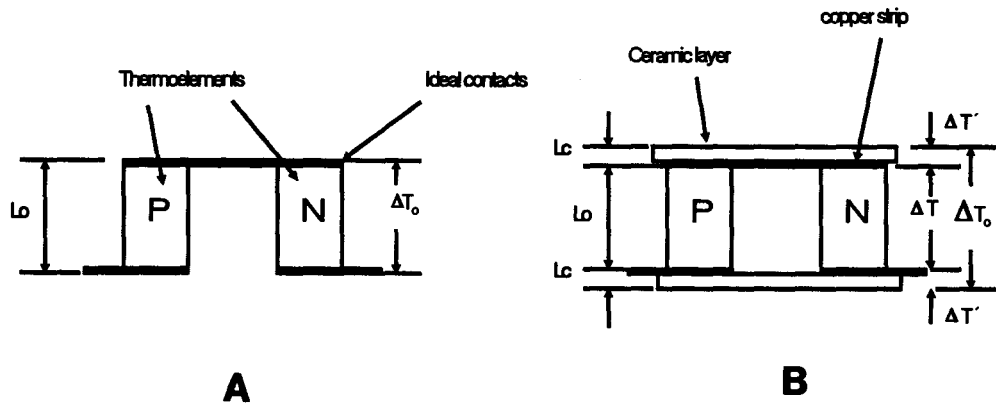 copper strip
Ceramic layer
Thermoelements
Ideal contacts
P
N
Lo
ΔTₒ
A
Lc
Lo
Lc
P
N
ΔT´
ΔT
ΔTₒ
ΔT´
B